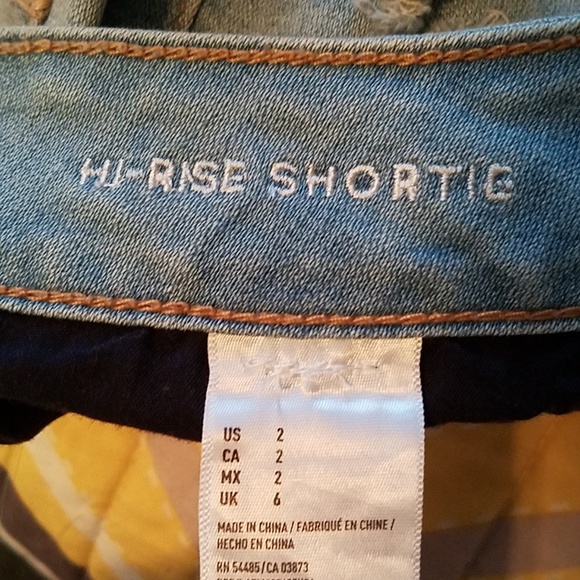 HI-RISE SHORTIE
US 2
CA 2
MX 2
UK 6
MADE IN CHINA / FABRIQUÉ EN CHINE /
HECHO EN CHINA
RN 54485/CA 03873